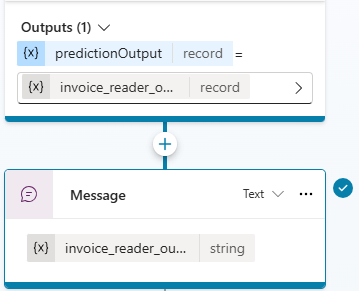 Outputs (1)
{x} predictionOutput record =
{x} invoice_reader_o... record
Message Text ...
{x} invoice_reader_ou... string